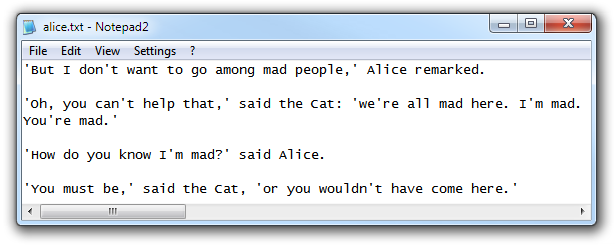 alice.txt - Notepad2
File Edit View Settings ?
'But I don't want to go among mad people,' Alice remarked.
'Oh, you can't help that,' said the Cat: 'we're all mad here. I'm mad.
You're mad.'
'How do you know I'm mad?' said Alice.
'You must be,' said the Cat, 'or you wouldn't have come here.'